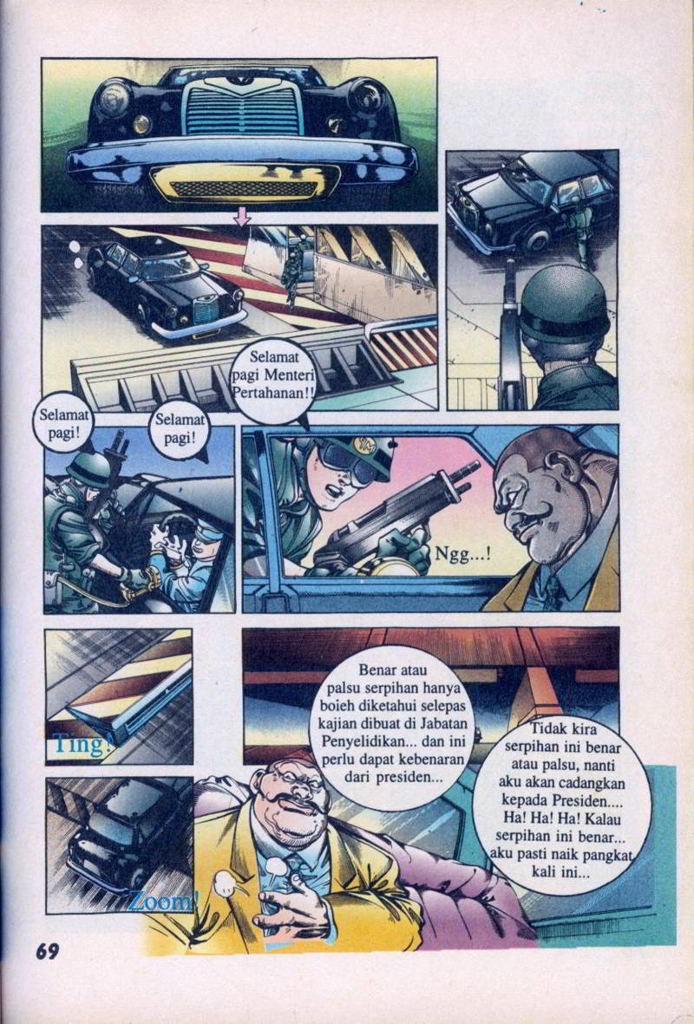 Selamat
pagi!
Selamat
pagi!
Selamat
pagi Menteri
Pertahanan!!
Ngg...!
Ting!
Zoom!
Benar atau
palsu serpihan hanya
boieh diketahui selepas
kajian dibuat di Jabatan
Penyelidikan... dan ini
perlu dapat kebenaran
dari presiden...
Tidak kira
serpihan ini benar
atau palsu, nanti
aku akan cadangkan
kepada Presiden....
Ha! Ha! Ha! Kalau
serpihan ini benar...
aku pasti naik pangkat
kali ini...
69